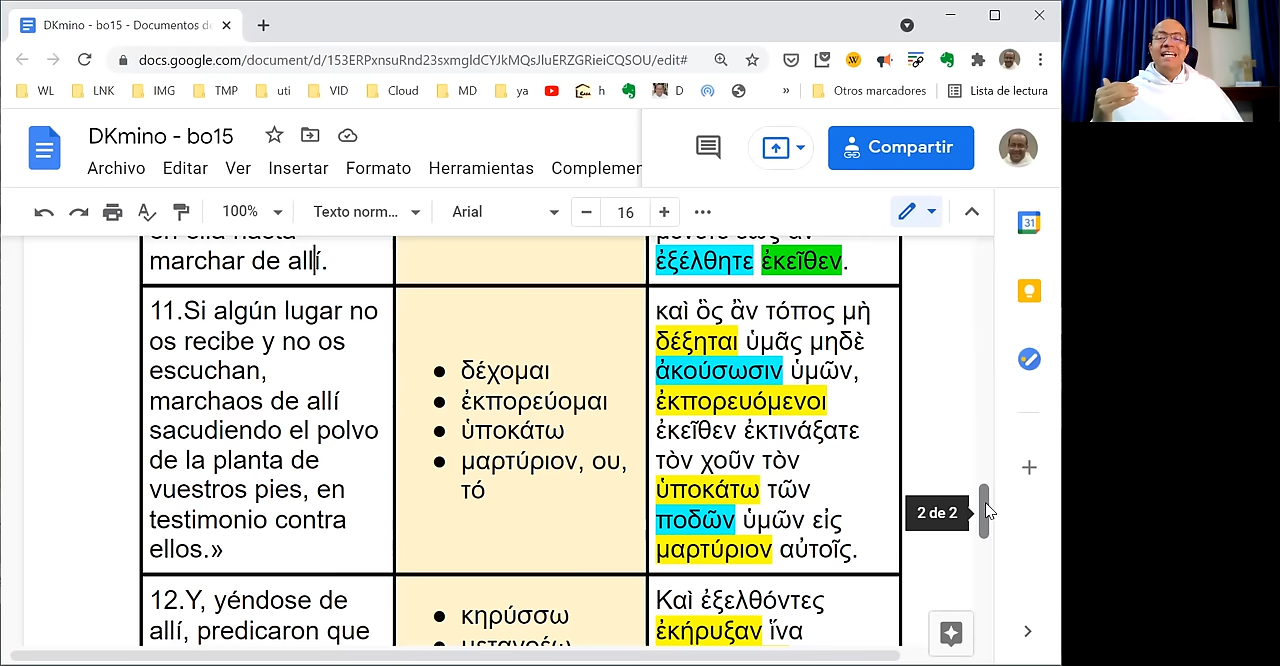 DKmino - bo15 - Documentos de
docs.google.com/document/d/153ERPxnsuRnd23sxmgfdCYJkMQsJluERZGRieiCQSOU/edit#
WL LNK IMG TMP uti VID Cloud MD ya h D » Otros marcadores Lista de lectura
DKmino - bo15
Compartir
Archivo Editar Ver Insertar Formato Herramientas Complemen
100% Texto norm... Arial 16
31
marchar de allí.
ἐξέλθητε ἐκεῖθεν.
11.Si algún lugar no
os recibe y no os
escuchan,
marchaos de allí
sacudiendo el polvo
de la planta de
vuestros pies, en
testimonio contra
ellos.»
● δέχομαι
● ἐκπορεύομαι
● ὑποκάτω
● μαρτύριον, ου,
τό
καὶ ὃς ἂν τόπος μὴ
δέξηται ὑμᾶς μηδὲ
ἀκούσωσιν ὑμῶν,
ἐκπορευόμενοι
ἐκεῖθεν ἐκτινάξατε
τὸν χοῦν τὸν
ὑποκάτω τῶν
ποδῶν ὑμῶν εἰς
μαρτύριον αὐτοῖς.
2 de 2
12.Y, yéndose de
allí, predicaron que
● κηρύσσω
● μετανοέω
Καὶ ἐξελθόντες
ἐκήρυξαν ἵνα